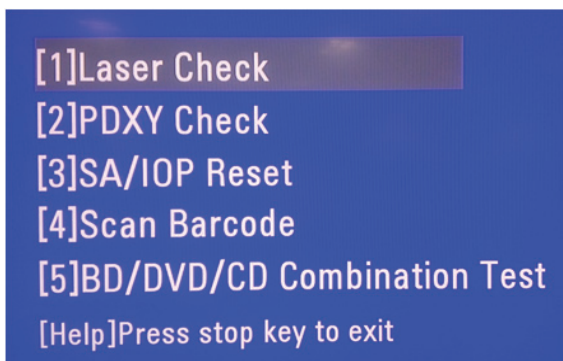 [1]Laser Check
[2]PDXY Check
[3]SA/IOP Reset
[4]Scan Barcode
[5]BD/DVD/CD Combination Test
[Help]Press stop key to exit